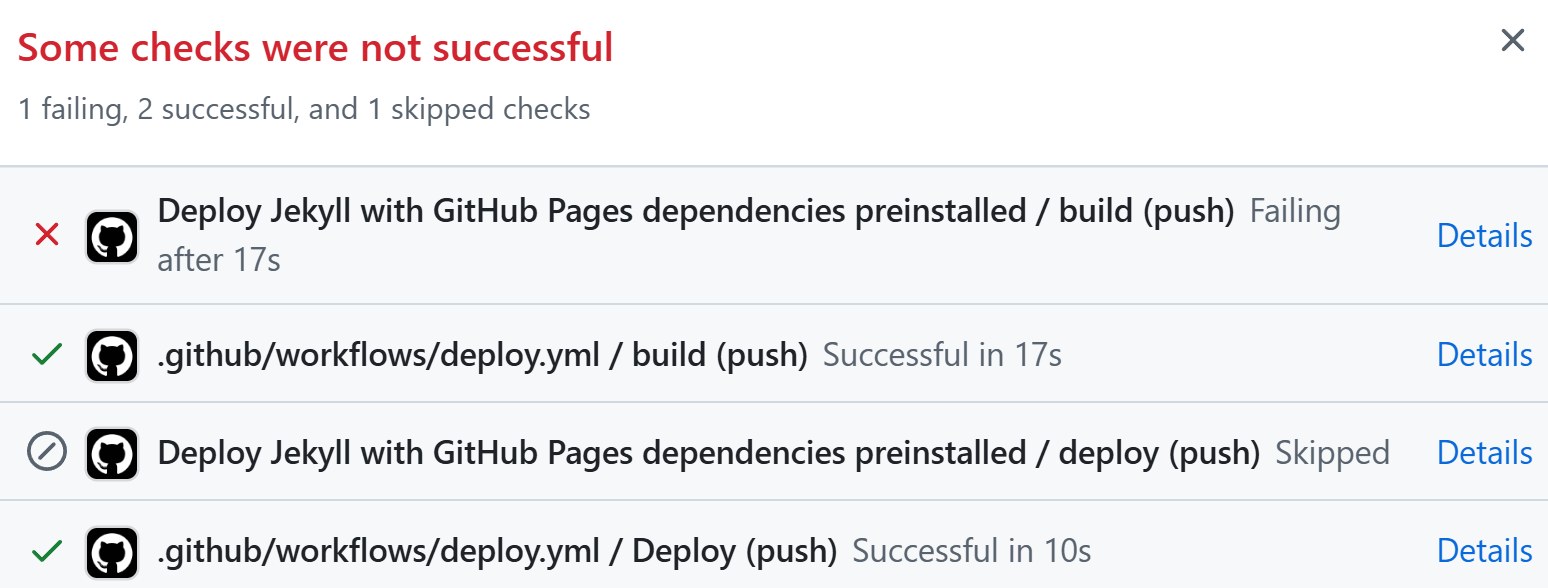 Some checks were not successful
1 failing, 2 successful, and 1 skipped checks
Deploy Jekyll with GitHub Pages dependencies preinstalled / build (push) Failing
after 17s
Details
.github/workflows/deploy.yml / build (push) Successful in 17s
Details
Deploy Jekyll with GitHub Pages dependencies preinstalled / deploy (push) Skipped
Details
.github/workflows/deploy.yml / Deploy (push) Successful in 10s
Details